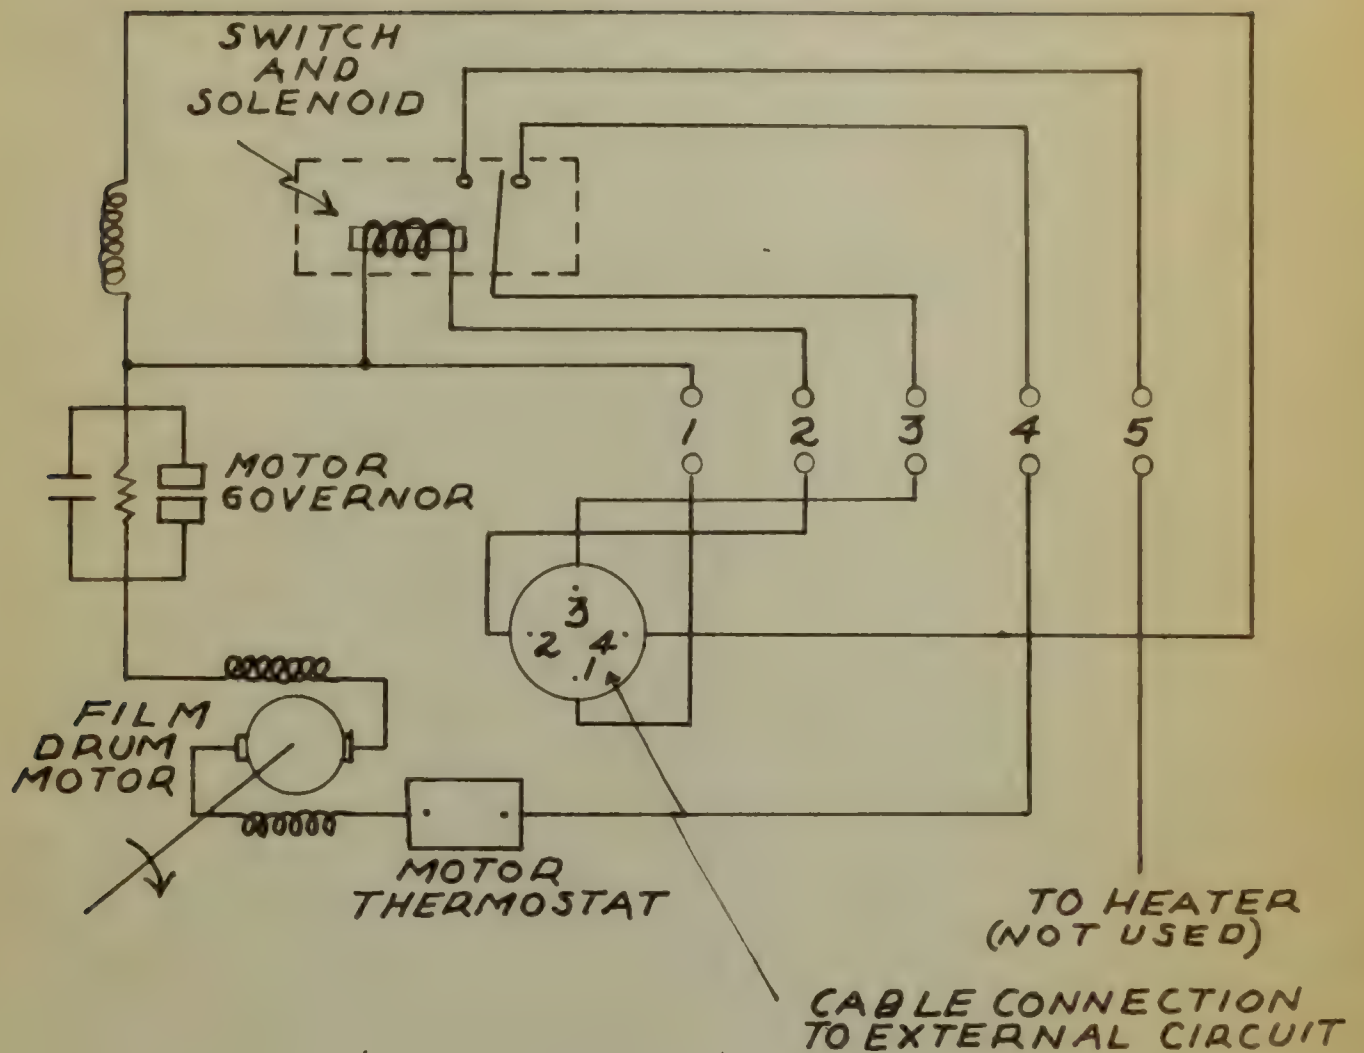 SWITCH
AND
SOLENOID
1 2 3 4 5
MOTOR
GOVERNOR
3
2 4
1
FILM
DRUM
MOTOR
MOTOR
THERMOSTAT
TO HEATER
(NOT USED)
CABLE CONNECTION
TO EXTERNAL CIRCUIT